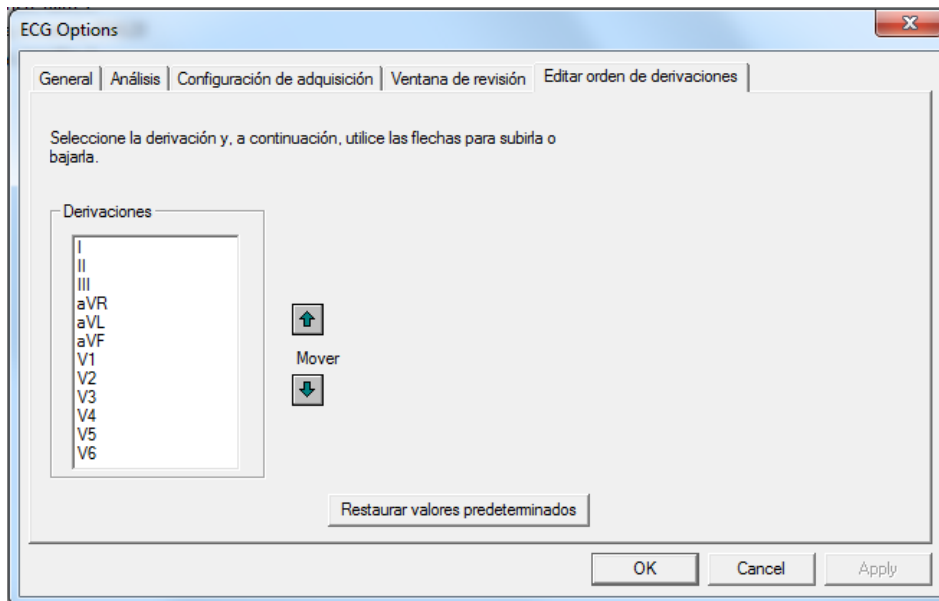 ECG Options
General
Análisis
Configuración de adquisición
Ventana de revisión
Editar orden de derivaciones
Seleccione la derivación y, a continuación, utilice las flechas para subirla o
bajarla.
Derivaciones
I
II
III
aVR
aVL
aVF
V1
V2
V3
V4
V5
V6
Mover
Restaurar valores predeterminados
OK
Cancel
Apply